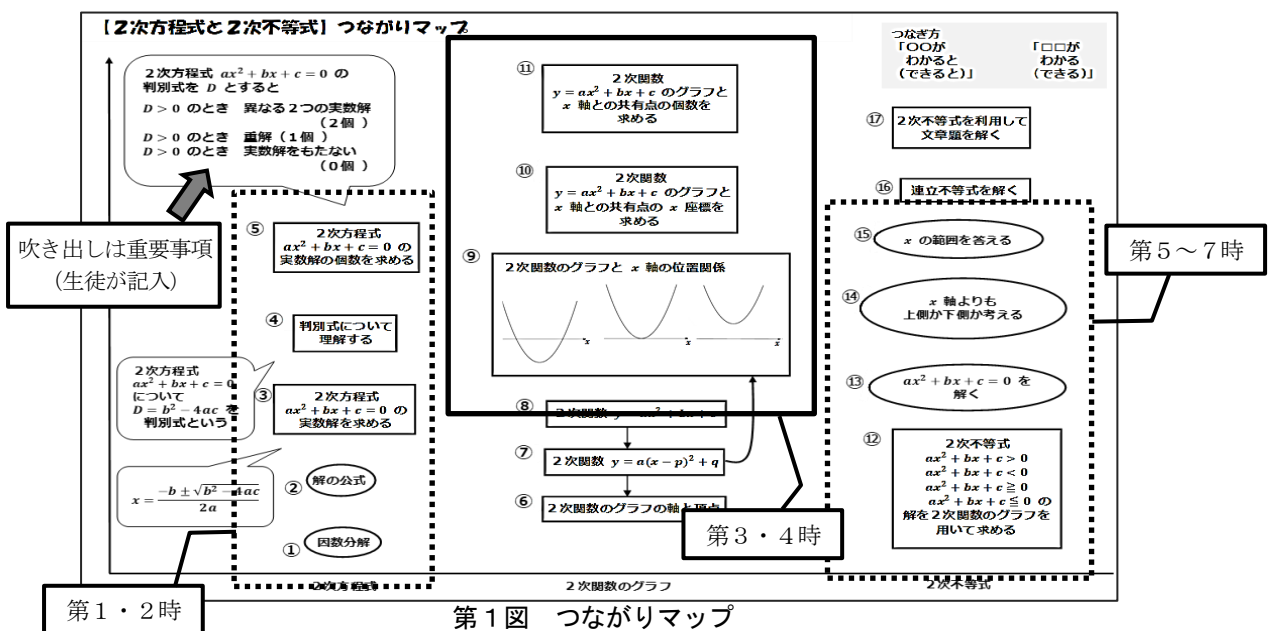 【2次方程式と2次不等式】つながりマップ
2次方程式 ax² + bx + c = 0 の
判別式を D とすると
D > 0 のとき 異なる2つの実数解
(2個)
D > 0 のとき 重解(1個)
D > 0 のとき 実数解をもたない
(0個)
吹き出しは重要事項
(生徒が記入)
⑤
2次方程式
ax² + bx + c = 0 の
実数解の個数を求める
④
判別式について
理解する
2次方程式
ax² + bx + c = 0
について
D = b² − 4ac を
判別式という
③
2次方程式
ax² + bx + c = 0 の
実数解を求める
x = (−b ± √(b² − 4ac)) / 2a
②
解の公式
①
因数分解
2次方程式
第1・2時
⑪
2次関数
y = ax² + bx + c のグラフと
x 軸との共有点の個数を
求める
⑩
2次関数
y = ax² + bx + c のグラフと
x 軸との共有点の x 座標を
求める
⑨
2次関数のグラフと x 軸の位置関係
x
x
x
⑧
2次関数 y = ax² + bx + c
⑦
2次関数 y = a(x − p)² + q
⑥
2次関数のグラフの軸と頂点
第3・4時
2次関数のグラフ
つなぎ方
「〇〇が 「□□が
わかると わかる
(できると)」 (できる)」
⑰
2次不等式を利用して
文章題を解く
⑯
連立不等式を解く
⑮
x の範囲を答える
第5〜7時
⑭
x 軸よりも
上側か下側か考える
⑬
ax² + bx + c = 0 を
解く
⑫
2次不等式
ax² + bx + c > 0
ax² + bx + c < 0
ax² + bx + c ≧ 0
ax² + bx + c ≦ 0 の
解を2次関数のグラフを
用いて求める
2次不等式
第1図 つながりマップ